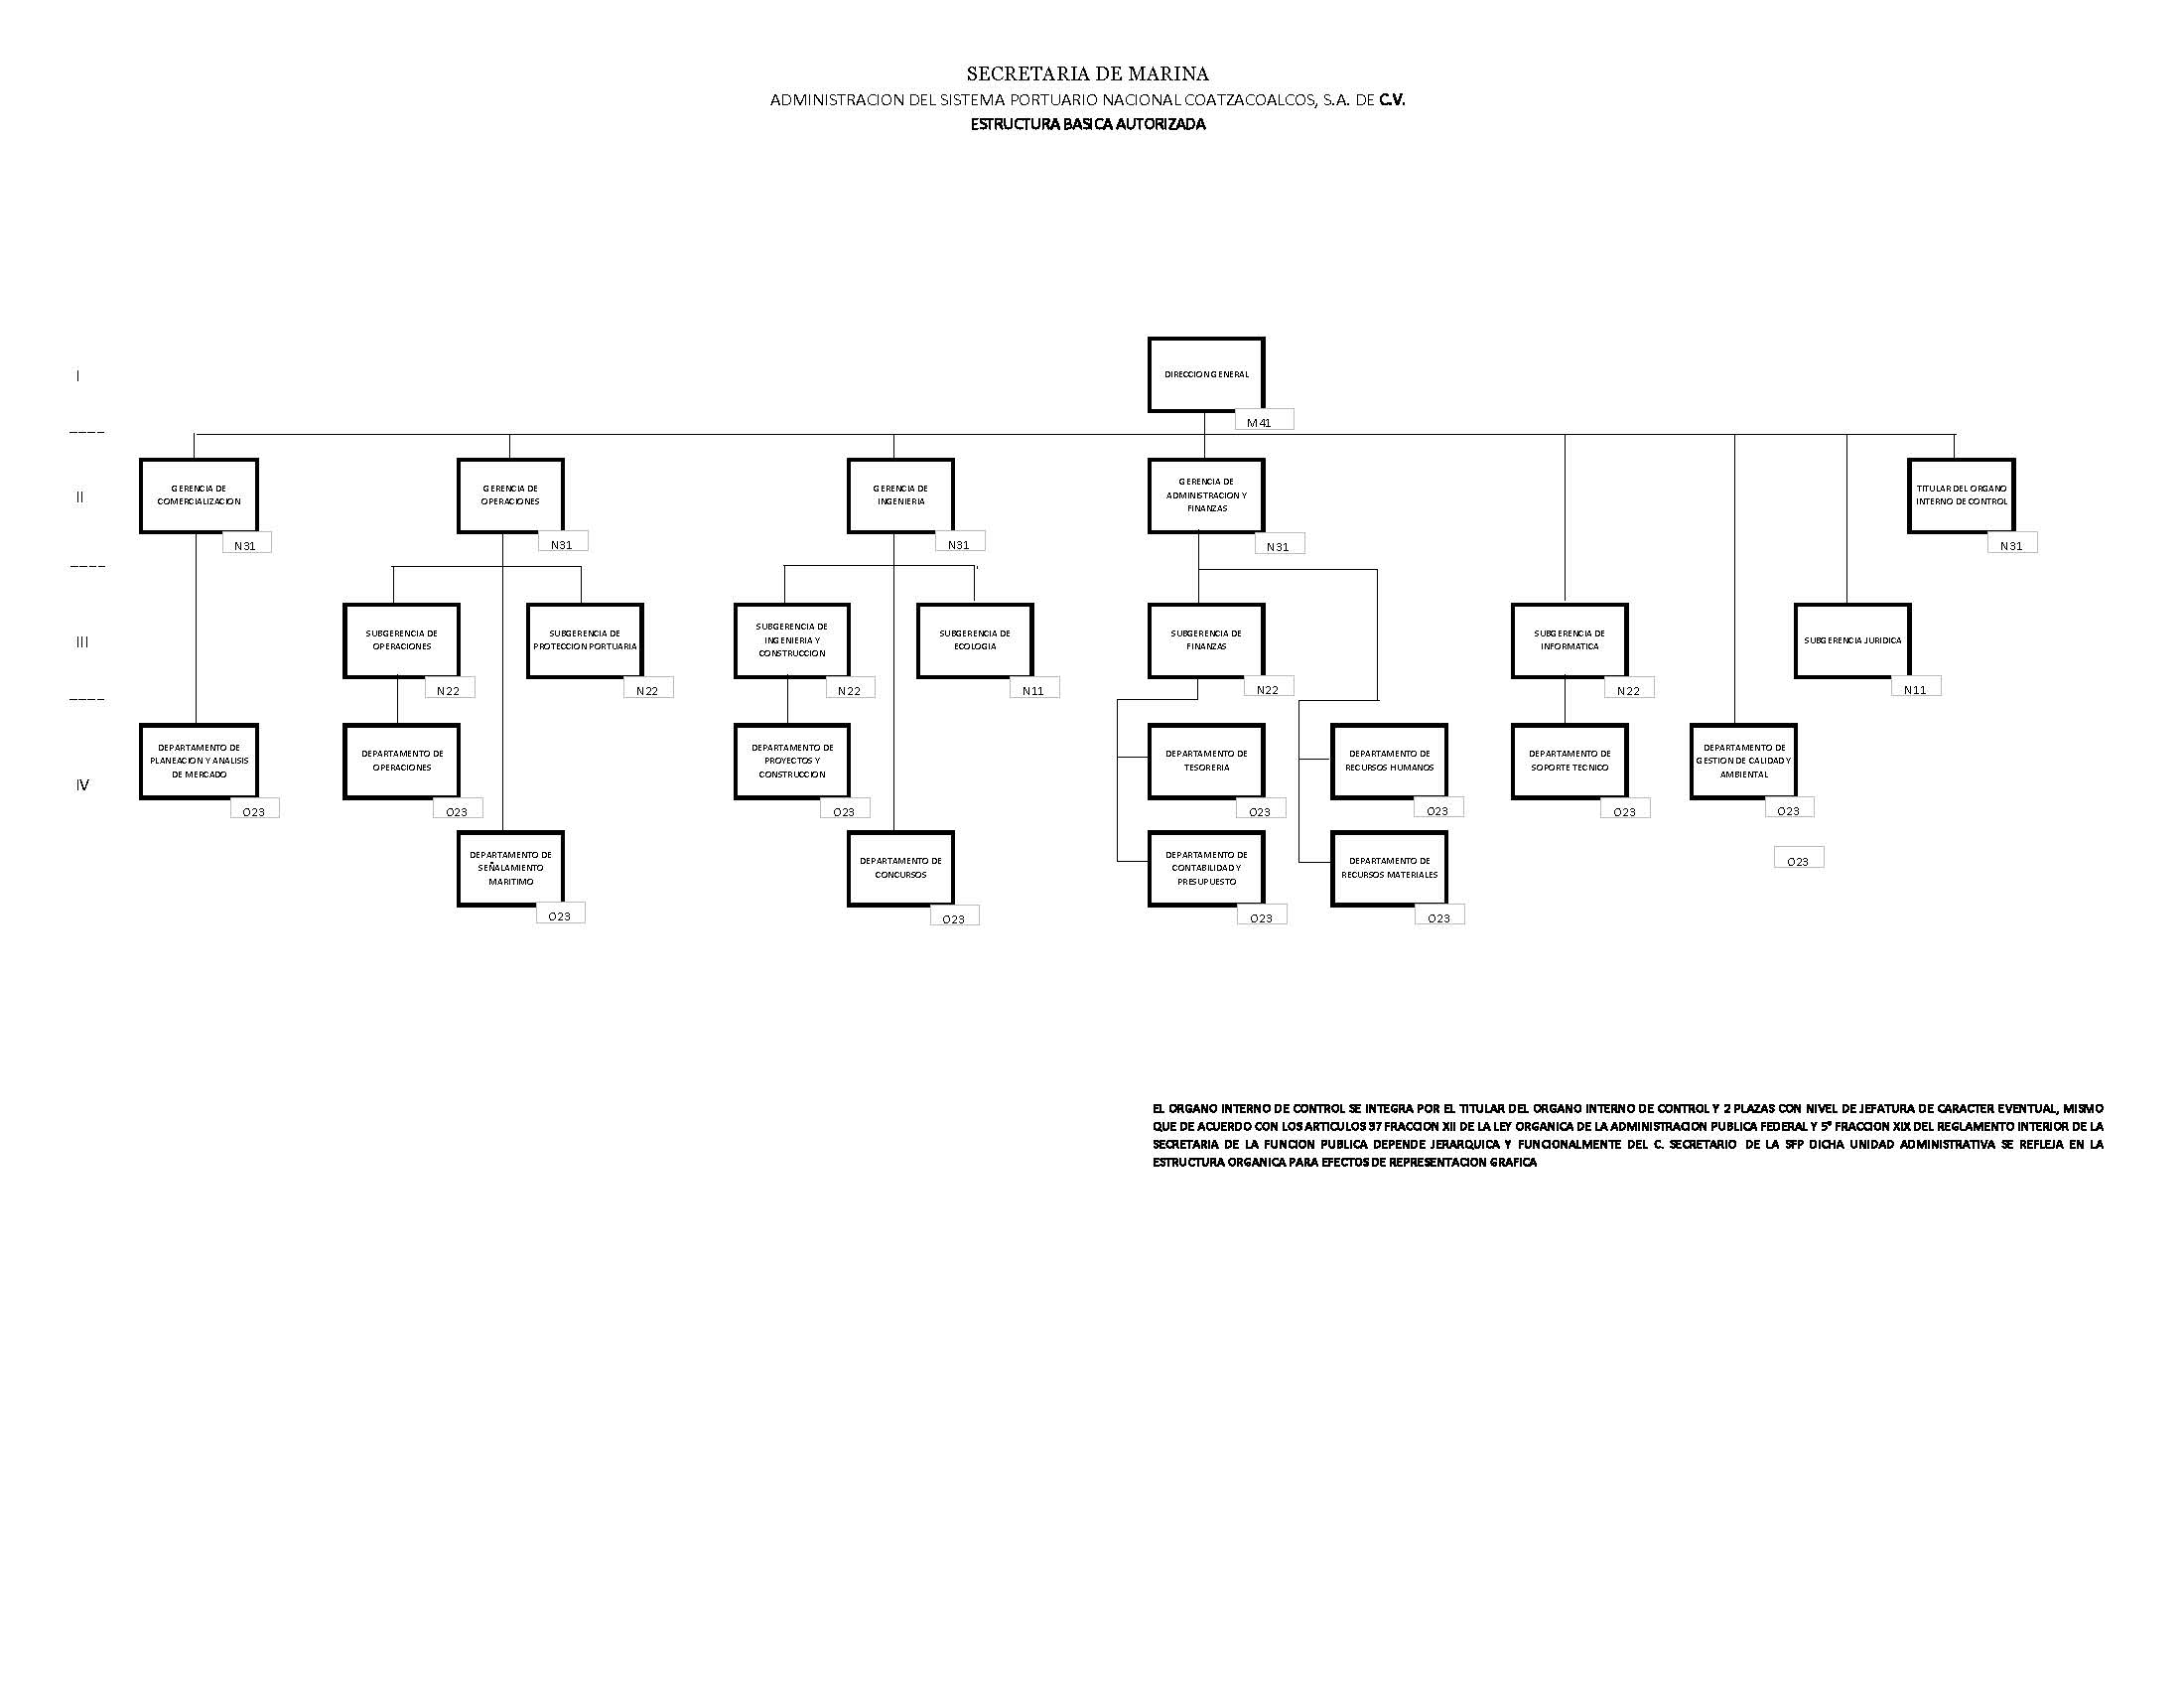 SECRETARIA DE MARINA
ADMINISTRACION DEL SISTEMA PORTUARIO NACIONAL COATZACOALCOS, S.A. DE C.V.
ESTRUCTURA BASICA AUTORIZADA
I
DIRECCION GENERAL
M41
II
GERENCIA DE
COMERCIALIZACION
N31
GERENCIA DE
OPERACIONES
N31
GERENCIA DE
INGENIERIA
N31
GERENCIA DE
ADMINISTRACION Y
FINANZAS
N31
TITULAR DEL ORGANO
INTERNO DE CONTROL
N31
III
SUBGERENCIA DE
OPERACIONES
N22
SUBGERENCIA DE
PROTECCION PORTUARIA
N22
SUBGERENCIA DE
INGENIERIA Y
CONSTRUCCION
N22
SUBGERENCIA DE
ECOLOGIA
N11
SUBGERENCIA DE
FINANZAS
N22
SUBGERENCIA DE
INFORMATICA
N22
SUBGERENCIA JURIDICA
N11
IV
DEPARTAMENTO DE
PLANEACION Y ANALISIS
DE MERCADO
O23
DEPARTAMENTO DE
OPERACIONES
O23
DEPARTAMENTO DE
PROYECTOS Y
CONSTRUCCION
O23
DEPARTAMENTO DE
TESORERIA
O23
DEPARTAMENTO DE
RECURSOS HUMANOS
O23
DEPARTAMENTO DE
SOPORTE TECNICO
O23
DEPARTAMENTO DE
GESTION DE CALIDAD Y
AMBIENTAL
O23
O23
DEPARTAMENTO DE
SEÑALAMIENTO
MARITIMO
O23
DEPARTAMENTO DE
CONCURSOS
O23
DEPARTAMENTO DE
CONTABILIDAD Y
PRESUPUESTO
O23
DEPARTAMENTO DE
RECURSOS MATERIALES
O23
EL ORGANO INTERNO DE CONTROL SE INTEGRA POR EL TITULAR DEL ORGANO INTERNO DE CONTROL Y 2 PLAZAS CON NIVEL DE JEFATURA DE CARACTER EVENTUAL, MISMO
QUE DE ACUERDO CON LOS ARTICULOS 37 FRACCION XII DE LA LEY ORGANICA DE LA ADMINISTRACION PUBLICA FEDERAL Y 5° FRACCION XIX DEL REGLAMENTO INTERIOR DE LA
SECRETARIA DE LA FUNCION PUBLICA DEPENDE JERARQUICA Y FUNCIONALMENTE DEL C. SECRETARIO DE LA SFP DICHA UNIDAD ADMINISTRATIVA SE REFLEJA EN LA
ESTRUCTURA ORGANICA PARA EFECTOS DE REPRESENTACION GRAFICA